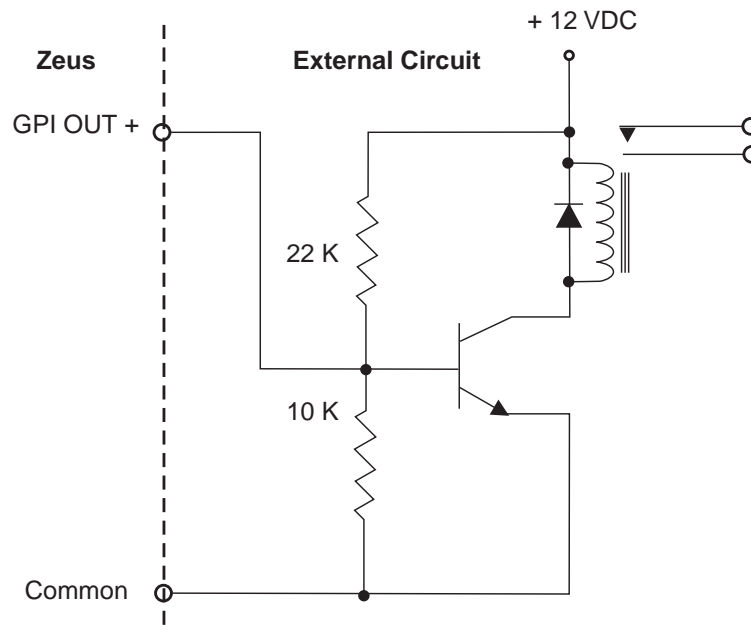 + 12 VDC
Zeus
External Circuit
GPI OUT +
22 K
10 K
Common